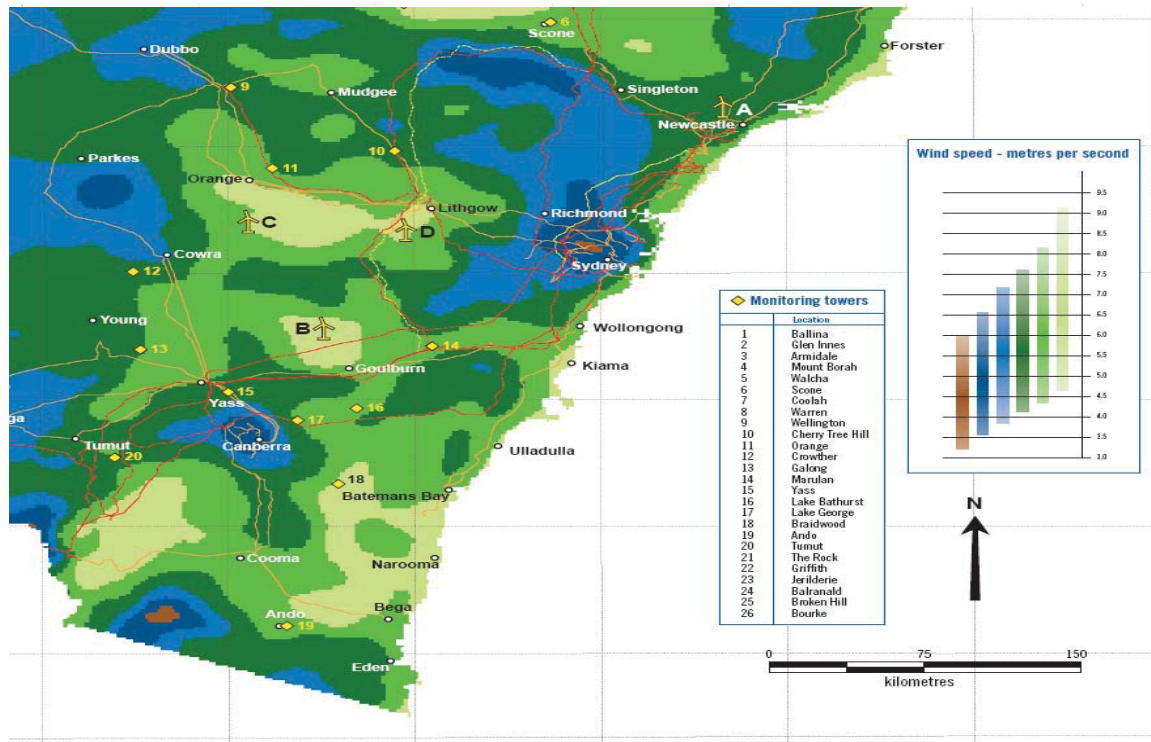 6
Scone
Forster
Dubbo
9
Mudgee
Singleton
A
Newcastle
Parkes
10
Orange
11
Lithgow
Richmond
C
D
Cowra
Sydney
12
Young
B
Wollongong
13
14
Goulburn
Kiama
15
Yass
16
17
ga
Tumut
Canberra
Ulladulla
20
18
Batemans Bay
Cooma
Narooma
Bega
Ando
19
Eden
Wind speed - metres per second
9.5
9.0
8.5
8.0
7.5
7.0
6.5
6.0
5.5
5.0
4.5
4.0
3.5
3.0
Monitoring towers
Location
1 Ballina
2 Glen Innes
3 Armidale
4 Mount Borah
5 Walcha
6 Scone
7 Coolah
8 Warren
9 Wellington
10 Cherry Tree Hill
11 Orange
12 Crowther
13 Galong
14 Marulan
15 Yass
16 Lake Bathurst
17 Lake George
18 Braidwood
19 Ando
20 Tumut
21 The Rock
22 Griffith
23 Jerilderie
24 Balranald
25 Broken Hill
26 Bourke
N
0 75 150
kilometres